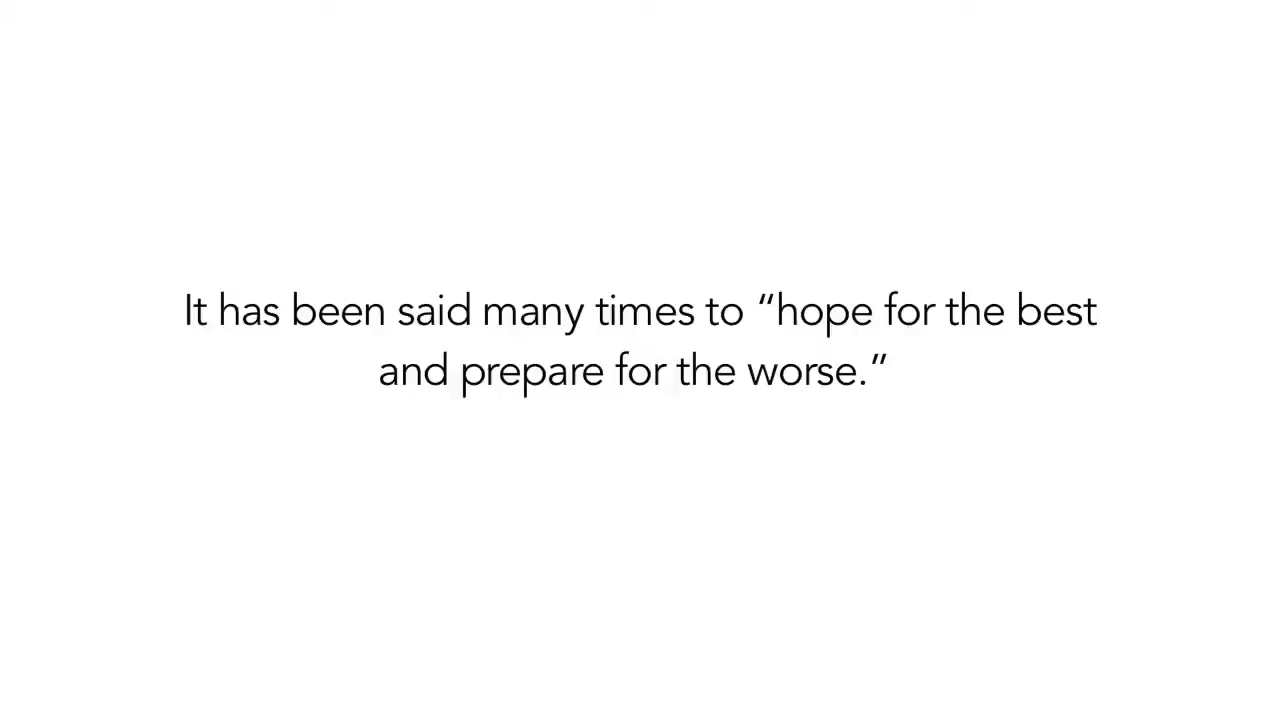 It has been said many times to “hope for the best
and prepare for the worse.”